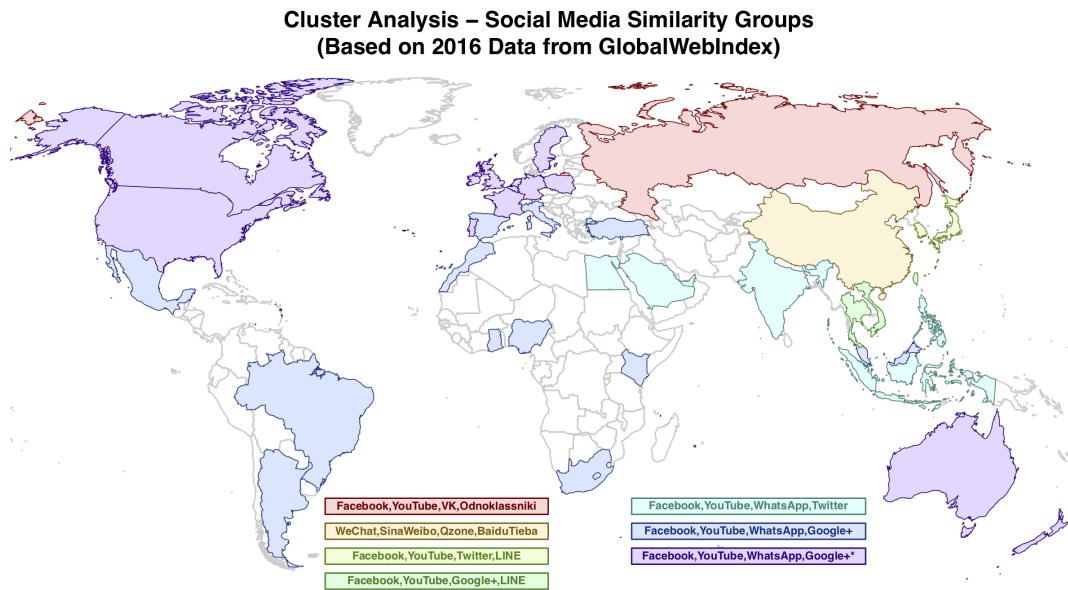 Cluster Analysis – Social Media Similarity Groups
(Based on 2016 Data from GlobalWebIndex)
Facebook,YouTube,VK,Odnoklassniki
WeChat,SinaWeibo,Qzone,BaiduTieba
Facebook,YouTube,Twitter,LINE
Facebook,YouTube,Google+,LINE
Facebook,YouTube,WhatsApp,Twitter
Facebook,YouTube,WhatsApp,Google+
Facebook,YouTube,WhatsApp,Google+*